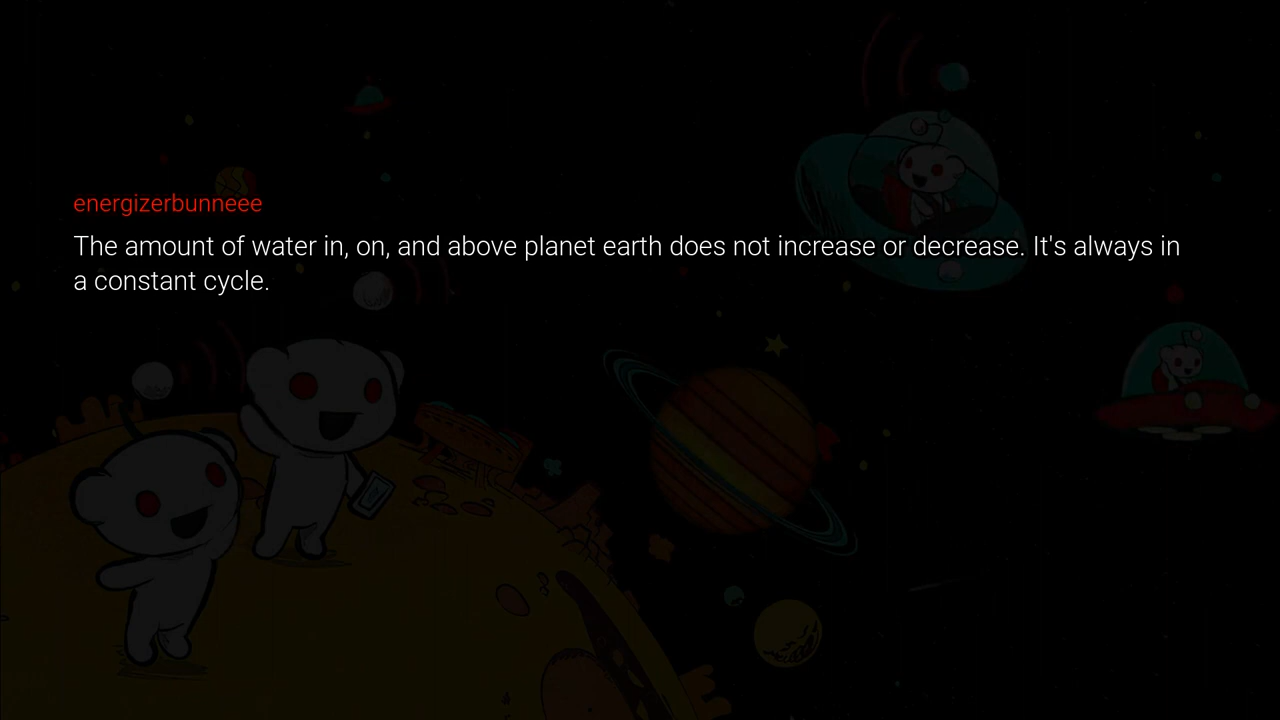 energizerbunneee
The amount of water in, on, and above planet earth does not increase or decrease. It's always in
a constant cycle.